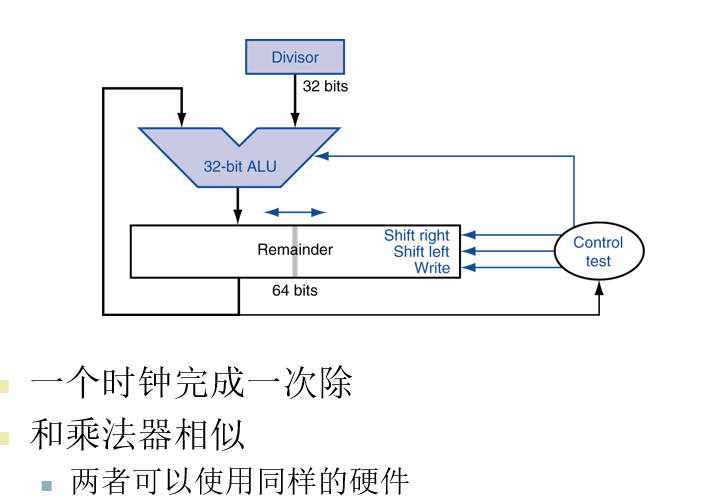 Divisor
32 bits
32-bit ALU
Remainder
Shift right
Shift left
Write
Control
test
64 bits
一个时钟完成一次除
和乘法器相似
两者可以使用同样的硬件